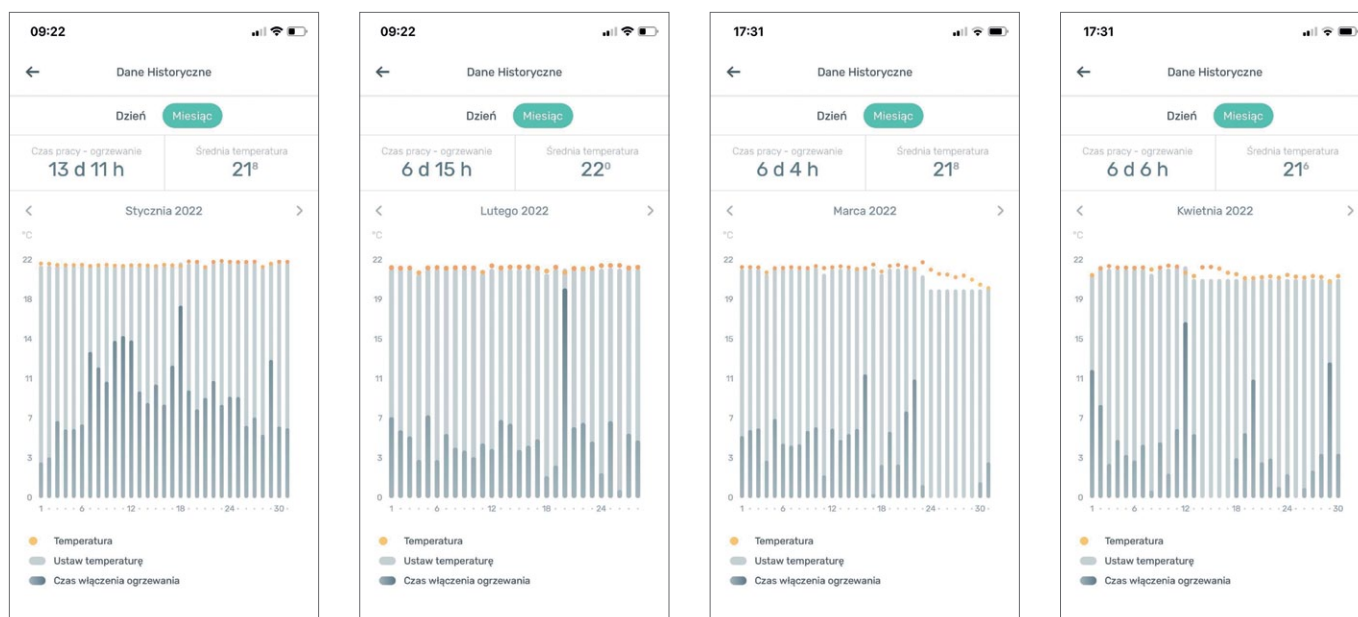 09:22
Dane Historyczne
Dzień Miesiąc
Czas pracy - ogrzewanie Średnia temperatura
13 d 11 h 21⁸
Stycznia 2022
°C
22
18
14
11
7
3
0
1 · · · · 6 · · · · · 12 · · · · · 18 · · · · · 24 · · · · · 30 ·
Temperatura
Ustaw temperaturę
Czas włączenia ogrzewania
09:22
Dane Historyczne
Dzień Miesiąc
Czas pracy - ogrzewanie Średnia temperatura
6 d 15 h 22⁰
Lutego 2022
°C
22
19
15
11
7
3
0
1 · · · · 6 · · · · · 12 · · · · · 18 · · · · · 24 · · · ·
Temperatura
Ustaw temperaturę
Czas włączenia ogrzewania
17:31
Dane Historyczne
Dzień Miesiąc
Czas pracy - ogrzewanie Średnia temperatura
6 d 4 h 21⁸
Marca 2022
°C
22
19
15
11
7
3
0
1 · · · · 6 · · · · · 12 · · · · · 18 · · · · · 24 · · · · · 30 ·
Temperatura
Ustaw temperaturę
Czas włączenia ogrzewania
17:31
Dane Historyczne
Dzień Miesiąc
Czas pracy - ogrzewanie Średnia temperatura
6 d 6 h 21⁶
Kwietnia 2022
°C
22
19
15
11
7
3
0
1 · · · · 6 · · · · · 12 · · · · · 18 · · · · · 24 · · · · · 30
Temperatura
Ustaw temperaturę
Czas włączenia ogrzewania